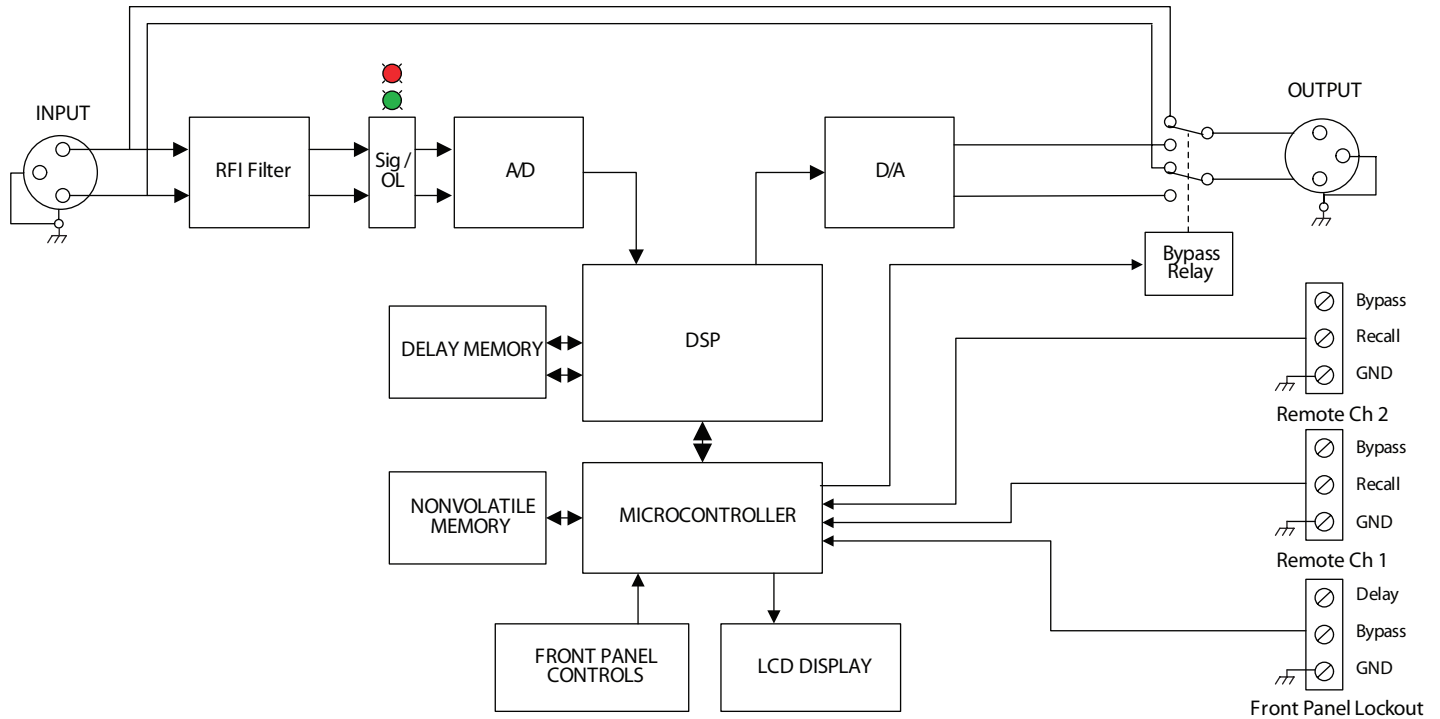 INPUT
OUTPUT
RFI Filter
Sig /
OL
A/D
D/A
Bypass
Relay
DSP
DELAY MEMORY
Bypass
Recall
GND
Remote Ch 2
NONVOLATILE
MEMORY
MICROCONTROLLER
Bypass
Recall
GND
Remote Ch 1
FRONT PANEL
CONTROLS
LCD DISPLAY
Delay
Bypass
GND
Front Panel Lockout